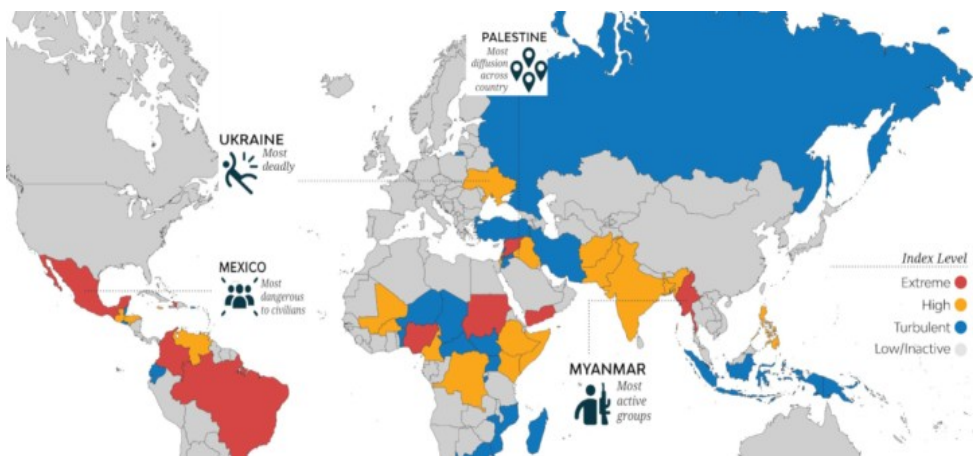 PALESTINE
Most
diffusion
across
country
UKRAINE
Most
deadly
MEXICO
Most
dangerous
to civilians
MYANMAR
Most
active
groups
Index Level
Extreme
High
Turbulent
Low/Inactive